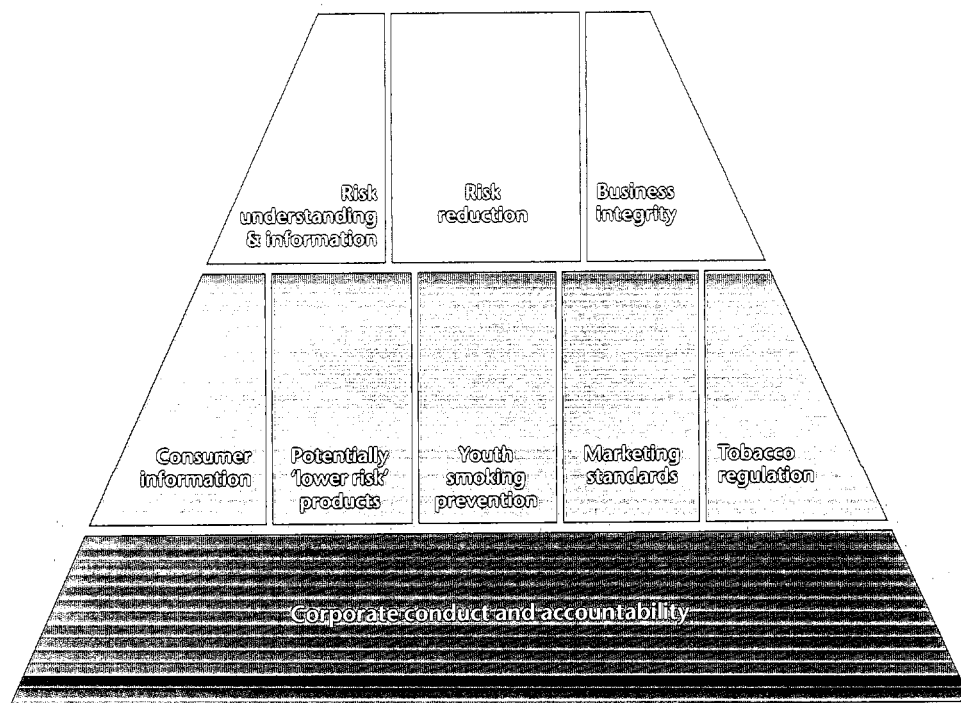 Risk
understanding
& information
Risk
reduction
Business
integrity
Consumer
information
Potentially
'lower risk'
products
Youth
smoking
prevention
Marketing
standards
Tobacco
regulation
Corporate conduct and accountability